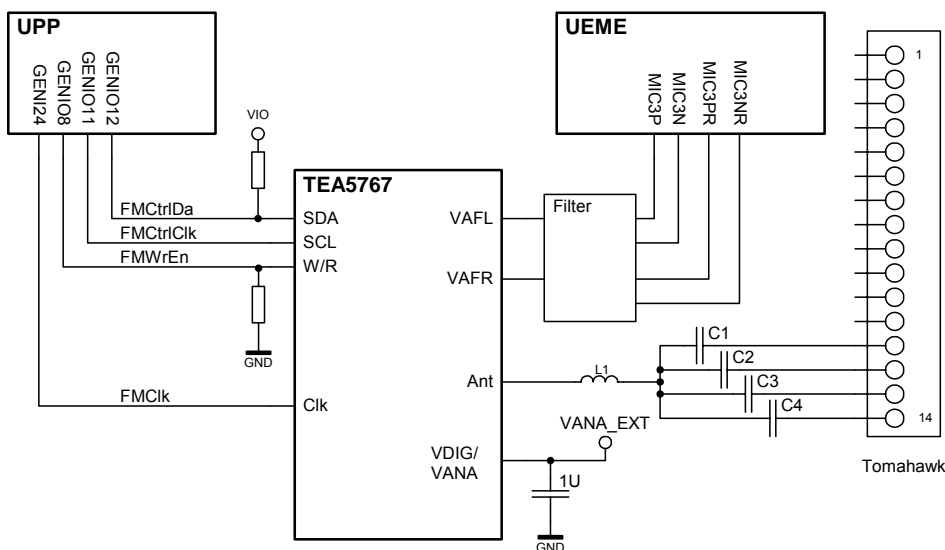 UPP
GENI24
GENIO8
GENIO11
GENIO12
UEME
MIC3P
MIC3N
MIC3PR
MIC3NR
1
VIO
TEA5767
FMCtrlDa
SDA
VAFL
Filter
FMCtrlClk
SCL
FMWrEn
W/R
VAFR
GND
C1
C2
L1
Ant
C3
FMClk
Clk
C4
14
VANA_EXT
VDIG/
VANA
Tomahawk
1U
GND